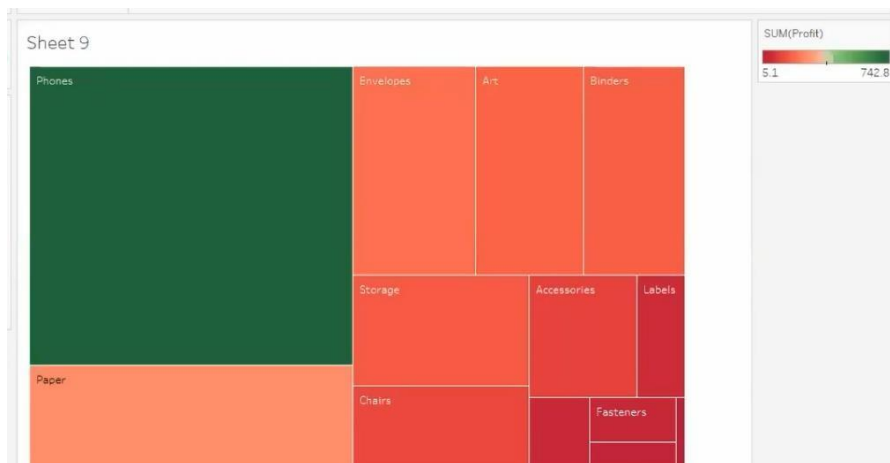 Sheet 9
SUM(Profit)
5.1 742.8
Phones
Envelopes
Art
Binders
Storage
Accessories
Labels
Paper
Chairs
Fasteners